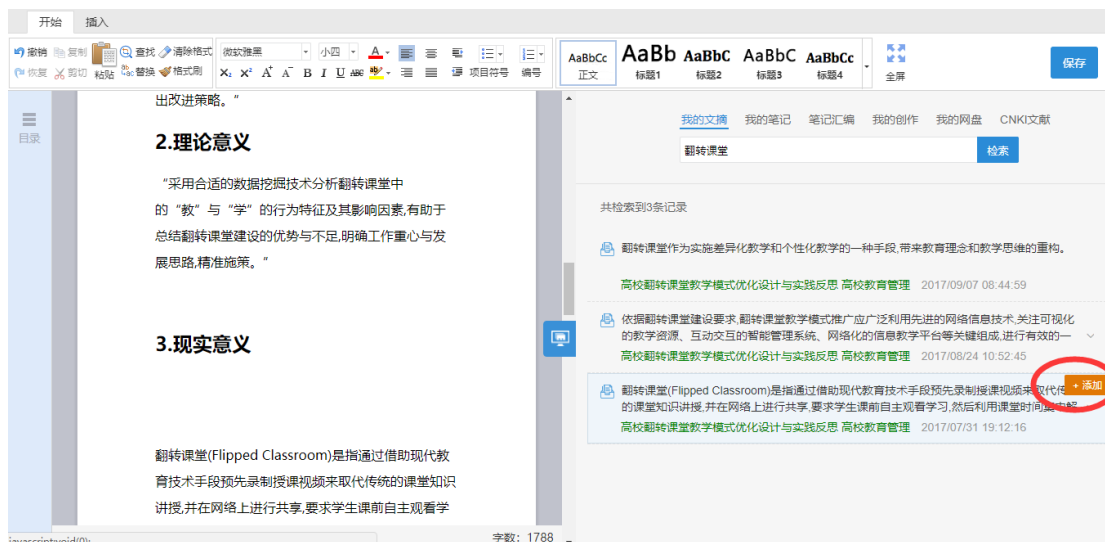 开始 插入
撤销 复制 查找 清除格式 微软雅黑 小四 A AaBbCc AaBb AaBbC AaBbC AaBbCc
恢复 剪切 粘贴 替换 格式刷 X₂ X² A A B I U ABC 项目符号 编号 正文 标题1 标题2 标题3 标题4 全屏 保存
目录
出改进策略。“
2.理论意义
“采用合适的数据挖掘技术分析翻转课堂中
的“教”与“学”的行为特征及其影响因素,有助于
总结翻转课堂建设的优势与不足,明确工作重心与发
展思路,精准施策。“
3.现实意义
翻转课堂(Flipped Classroom)是指通过借助现代教
育技术手段预先录制授课视频来取代传统的课堂知识
讲授,并在网络上进行共享,要求学生课前自主观看学
字数：1788
javascript:void(0);
我的文摘 我的笔记 笔记汇编 我的创作 我的网盘 CNKI文献
翻转课堂 检索
共检索到3条记录
翻转课堂作为实施差异化教学和个性化教学的一种手段,带来教育理念和教学思维的重构。
高校翻转课堂教学模式优化设计与实践反思 高校教育管理 2017/09/07 08:44:59
依据翻转课堂建设要求,翻转课堂教学模式推广应广泛利用先进的网络信息技术,关注可视化
的教学资源、互动交互的智能管理系统、网络化的信息教学平台等关键组成,进行有效的一
高校翻转课堂教学模式优化设计与实践反思 高校教育管理 2017/08/24 10:52:45
翻转课堂(Flipped Classroom)是指通过借助现代教育技术手段预先录制授课视频来取代传
+ 添加
的课堂知识讲授,并在网络上进行共享,要求学生课前自主观看学习,然后利用课堂时间集中解
高校翻转课堂教学模式优化设计与实践反思 高校教育管理 2017/07/31 19:12:16